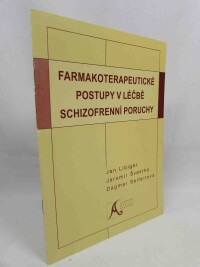 FARMAKOTERAPEUTICKÉ
POSTUPY V LÉČBĚ
SCHIZOFRENNÍ PORUCHY
Jan Libiger
Jaromír Švestka
Dagmar Seifertová